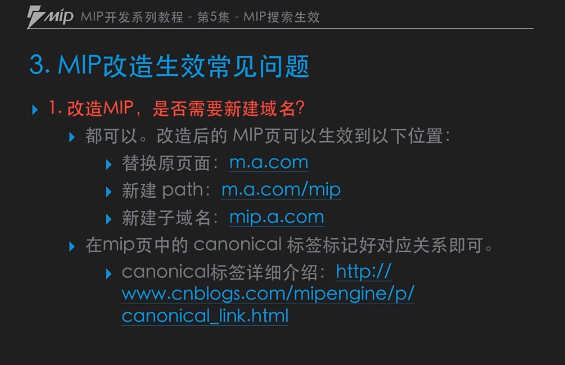 MIP MIP开发系列教程 - 第5集 - MIP搜索生效
3. MIP改造生效常见问题
1. 改造MIP，是否需要新建域名?
都可以。改造后的 MIP页可以生效到以下位置：
替换原页面：m.a.com
新建 path：m.a.com/mip
新建子域名：mip.a.com
在mip页中的 canonical 标签标记好对应关系即可。
canonical标签详细介绍：http://
www.cnblogs.com/mipengine/p/
canonical_link.html